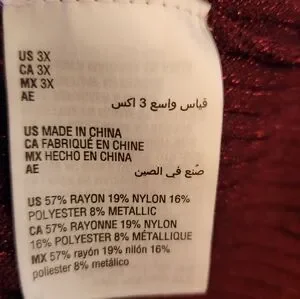 US 3X
CA 3X
MX 3X
AE قياس واسع 3 اكس
US MADE IN CHINA
CA FABRIQUÉ EN CHINE
MX HECHO EN CHINA
AE صُنع في الصين
US 57% RAYON 19% NYLON 16%
POLYESTER 8% METALLIC
CA 57% RAYONNE 19% NYLON
16% POLYESTER 8% METALLIQUE
MX 57% rayón 19% nilón 16%
poliester 8% metálico